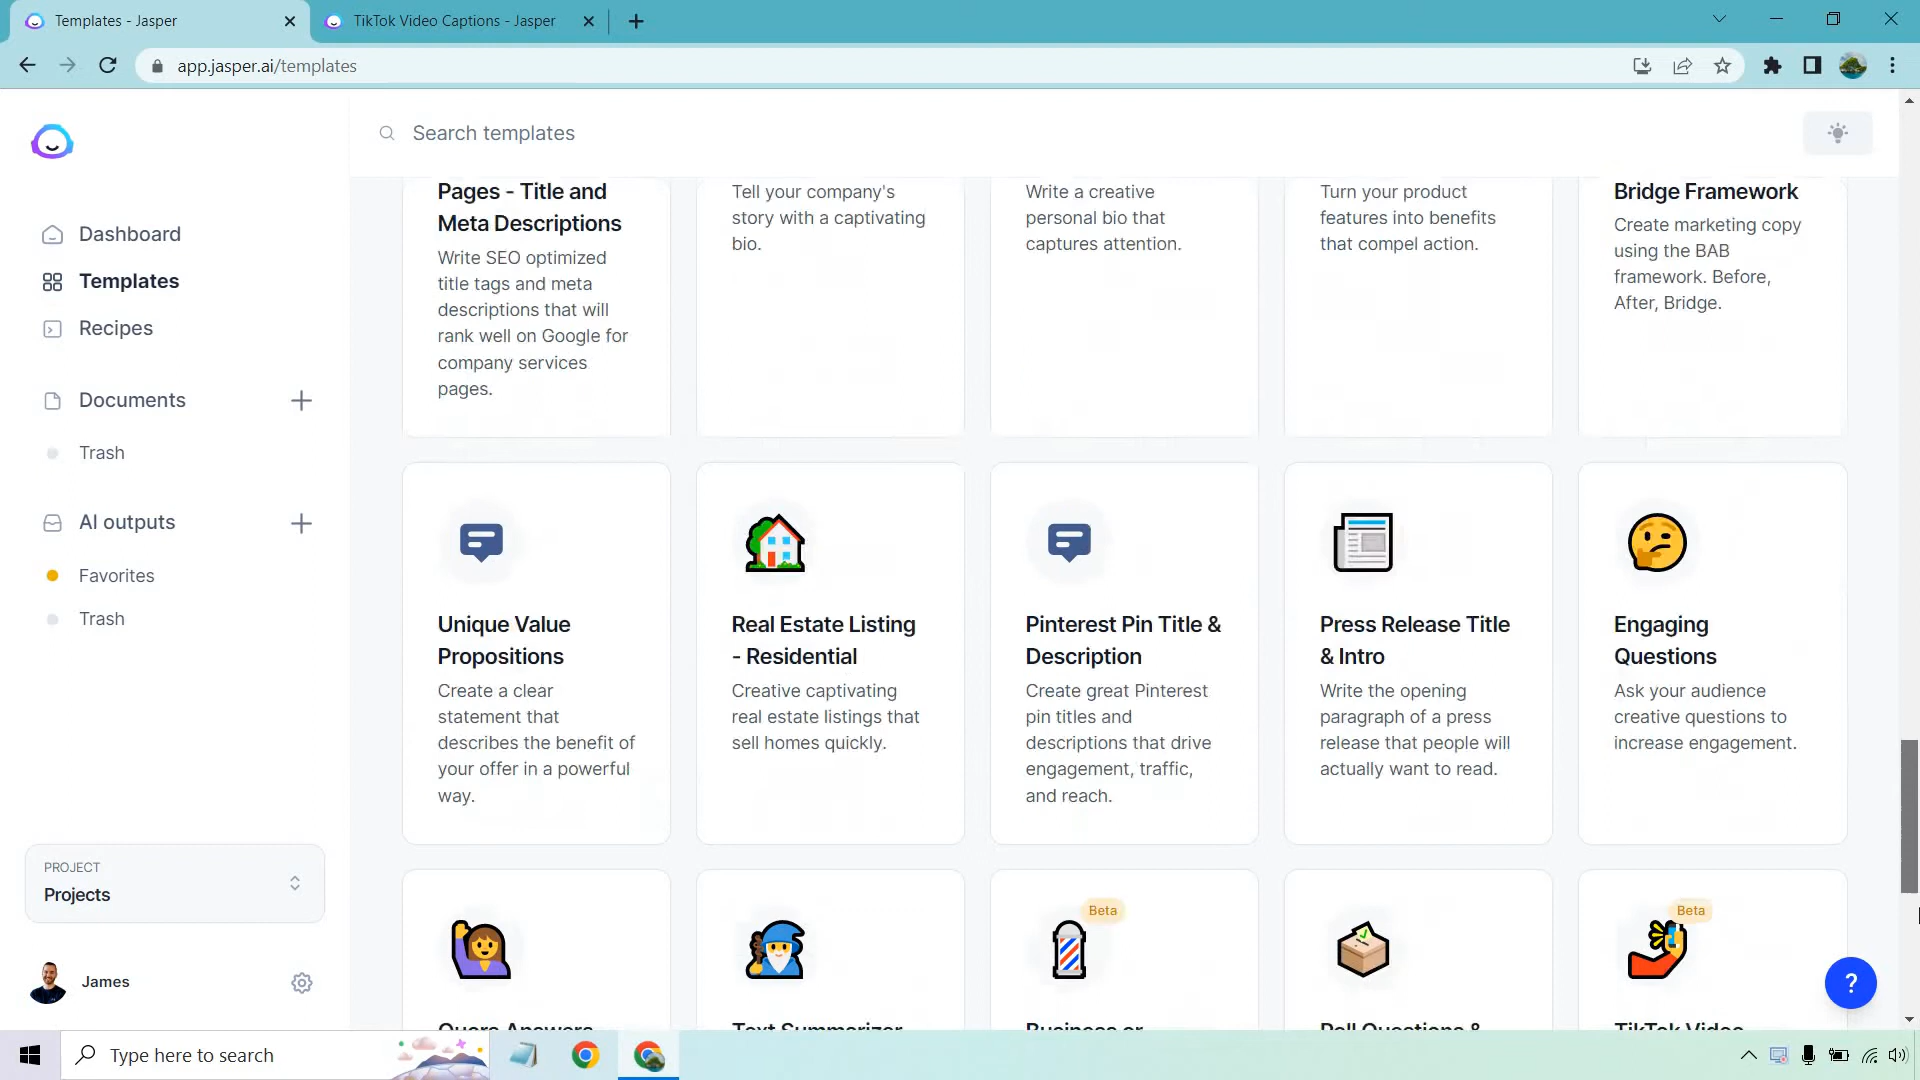 Templates - Jasper
TikTok Video Captions - Jasper
app.jasper.ai/templates
Search templates
Dashboard
Templates
Recipes
Documents
Trash
AI outputs
Favorites
Trash
PROJECT
Projects
James
Pages - Title and
Meta Descriptions
Write SEO optimized
title tags and meta
descriptions that will
rank well on Google for
company services
pages.
Tell your company's
story with a captivating
bio.
Write a creative
personal bio that
captures attention.
Turn your product
features into benefits
that compel action.
Bridge Framework
Create marketing copy
using the BAB
framework. Before,
After, Bridge.
Unique Value
Propositions
Create a clear
statement that
describes the benefit of
your offer in a powerful
way.
Real Estate Listing
- Residential
Creative captivating
real estate listings that
sell homes quickly.
Pinterest Pin Title &
Description
Create great Pinterest
pin titles and
descriptions that drive
engagement, traffic,
and reach.
Press Release Title
& Intro
Write the opening
paragraph of a press
release that people will
actually want to read.
Engaging
Questions
Ask your audience
creative questions to
increase engagement.
Quora Answers
Text Summarizer
Beta
Business or
Poll Questions &
Beta
TikTok Video
?
Type here to search